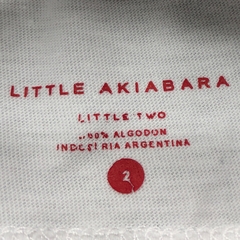 LITTLE AKIABARA
LITTLE TWO
100% ALGODON
INDUSTRIA ARGENTINA
2